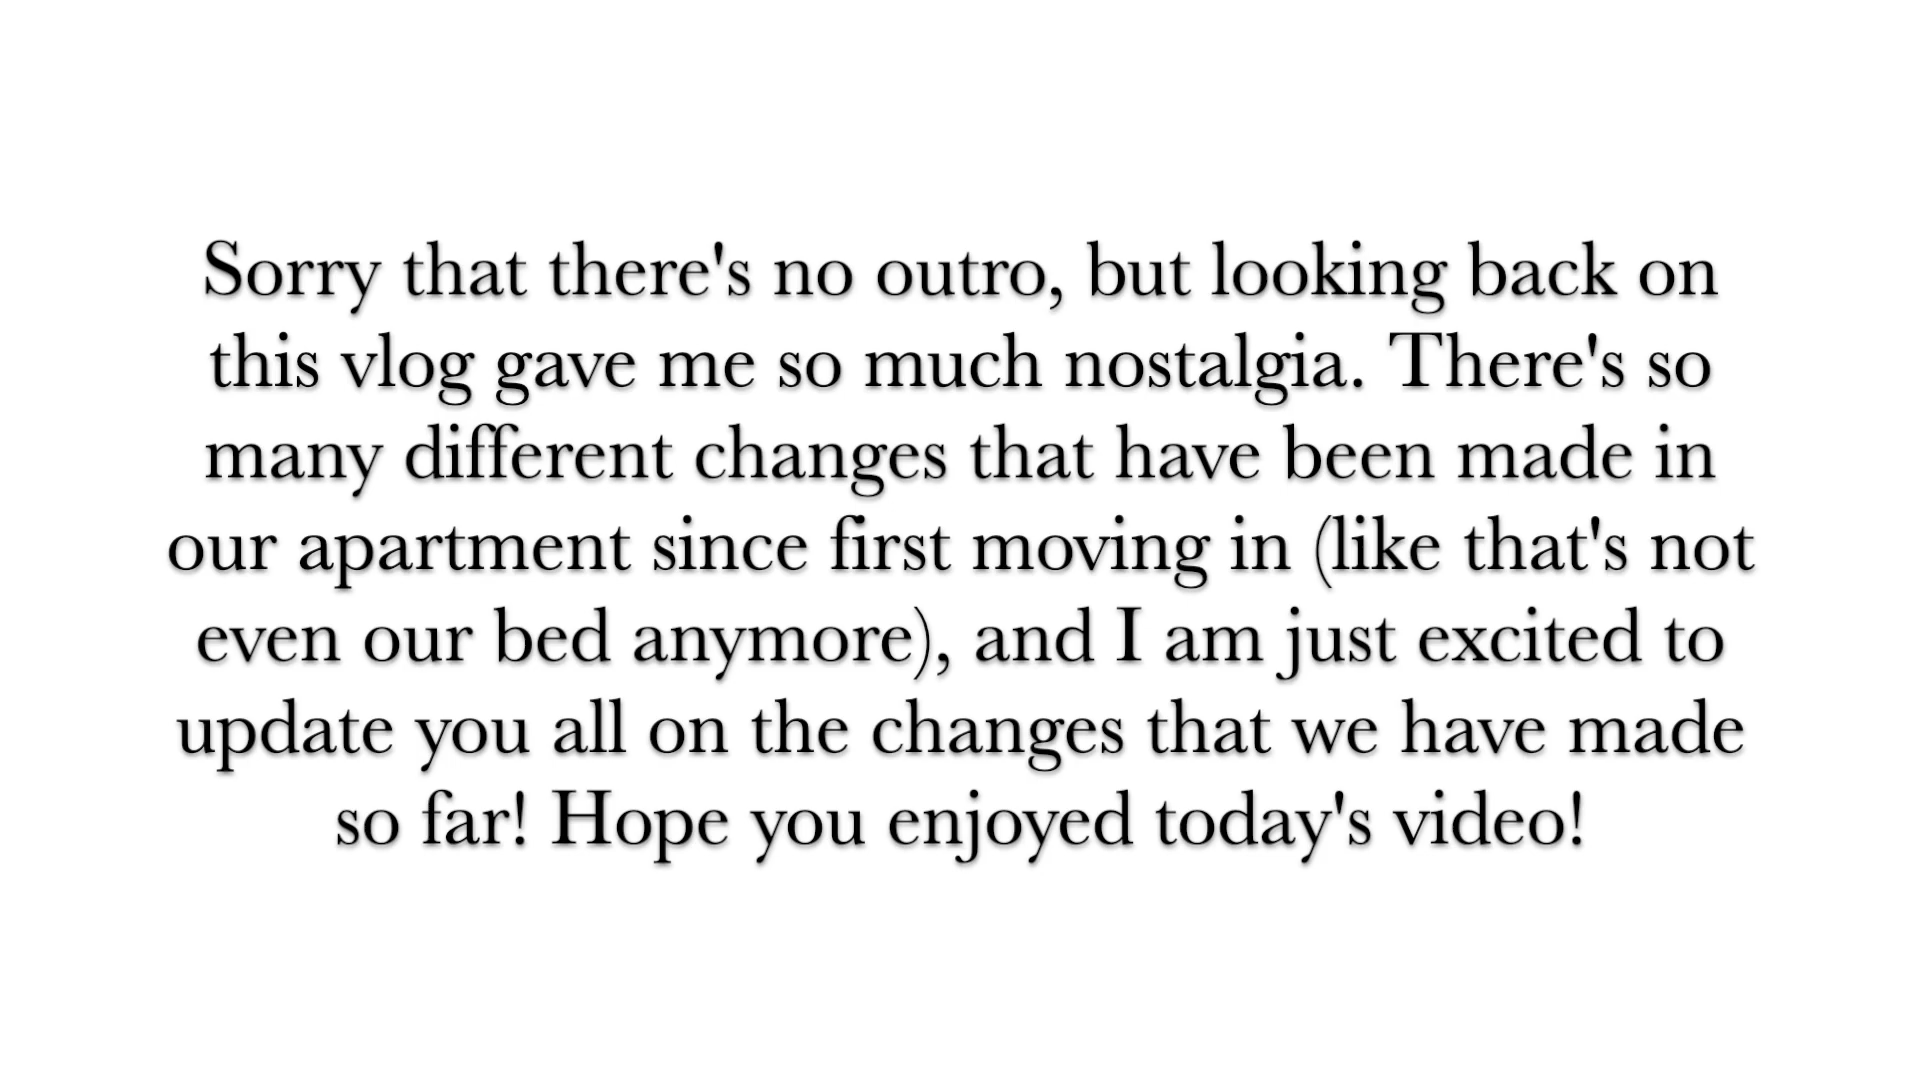 Sorry that there's no outro, but looking back on
this vlog gave me so much nostalgia. There's so
many different changes that have been made in
our apartment since first moving in (like that's not
even our bed anymore), and I am just excited to
update you all on the changes that we have made
so far! Hope you enjoyed today's video!